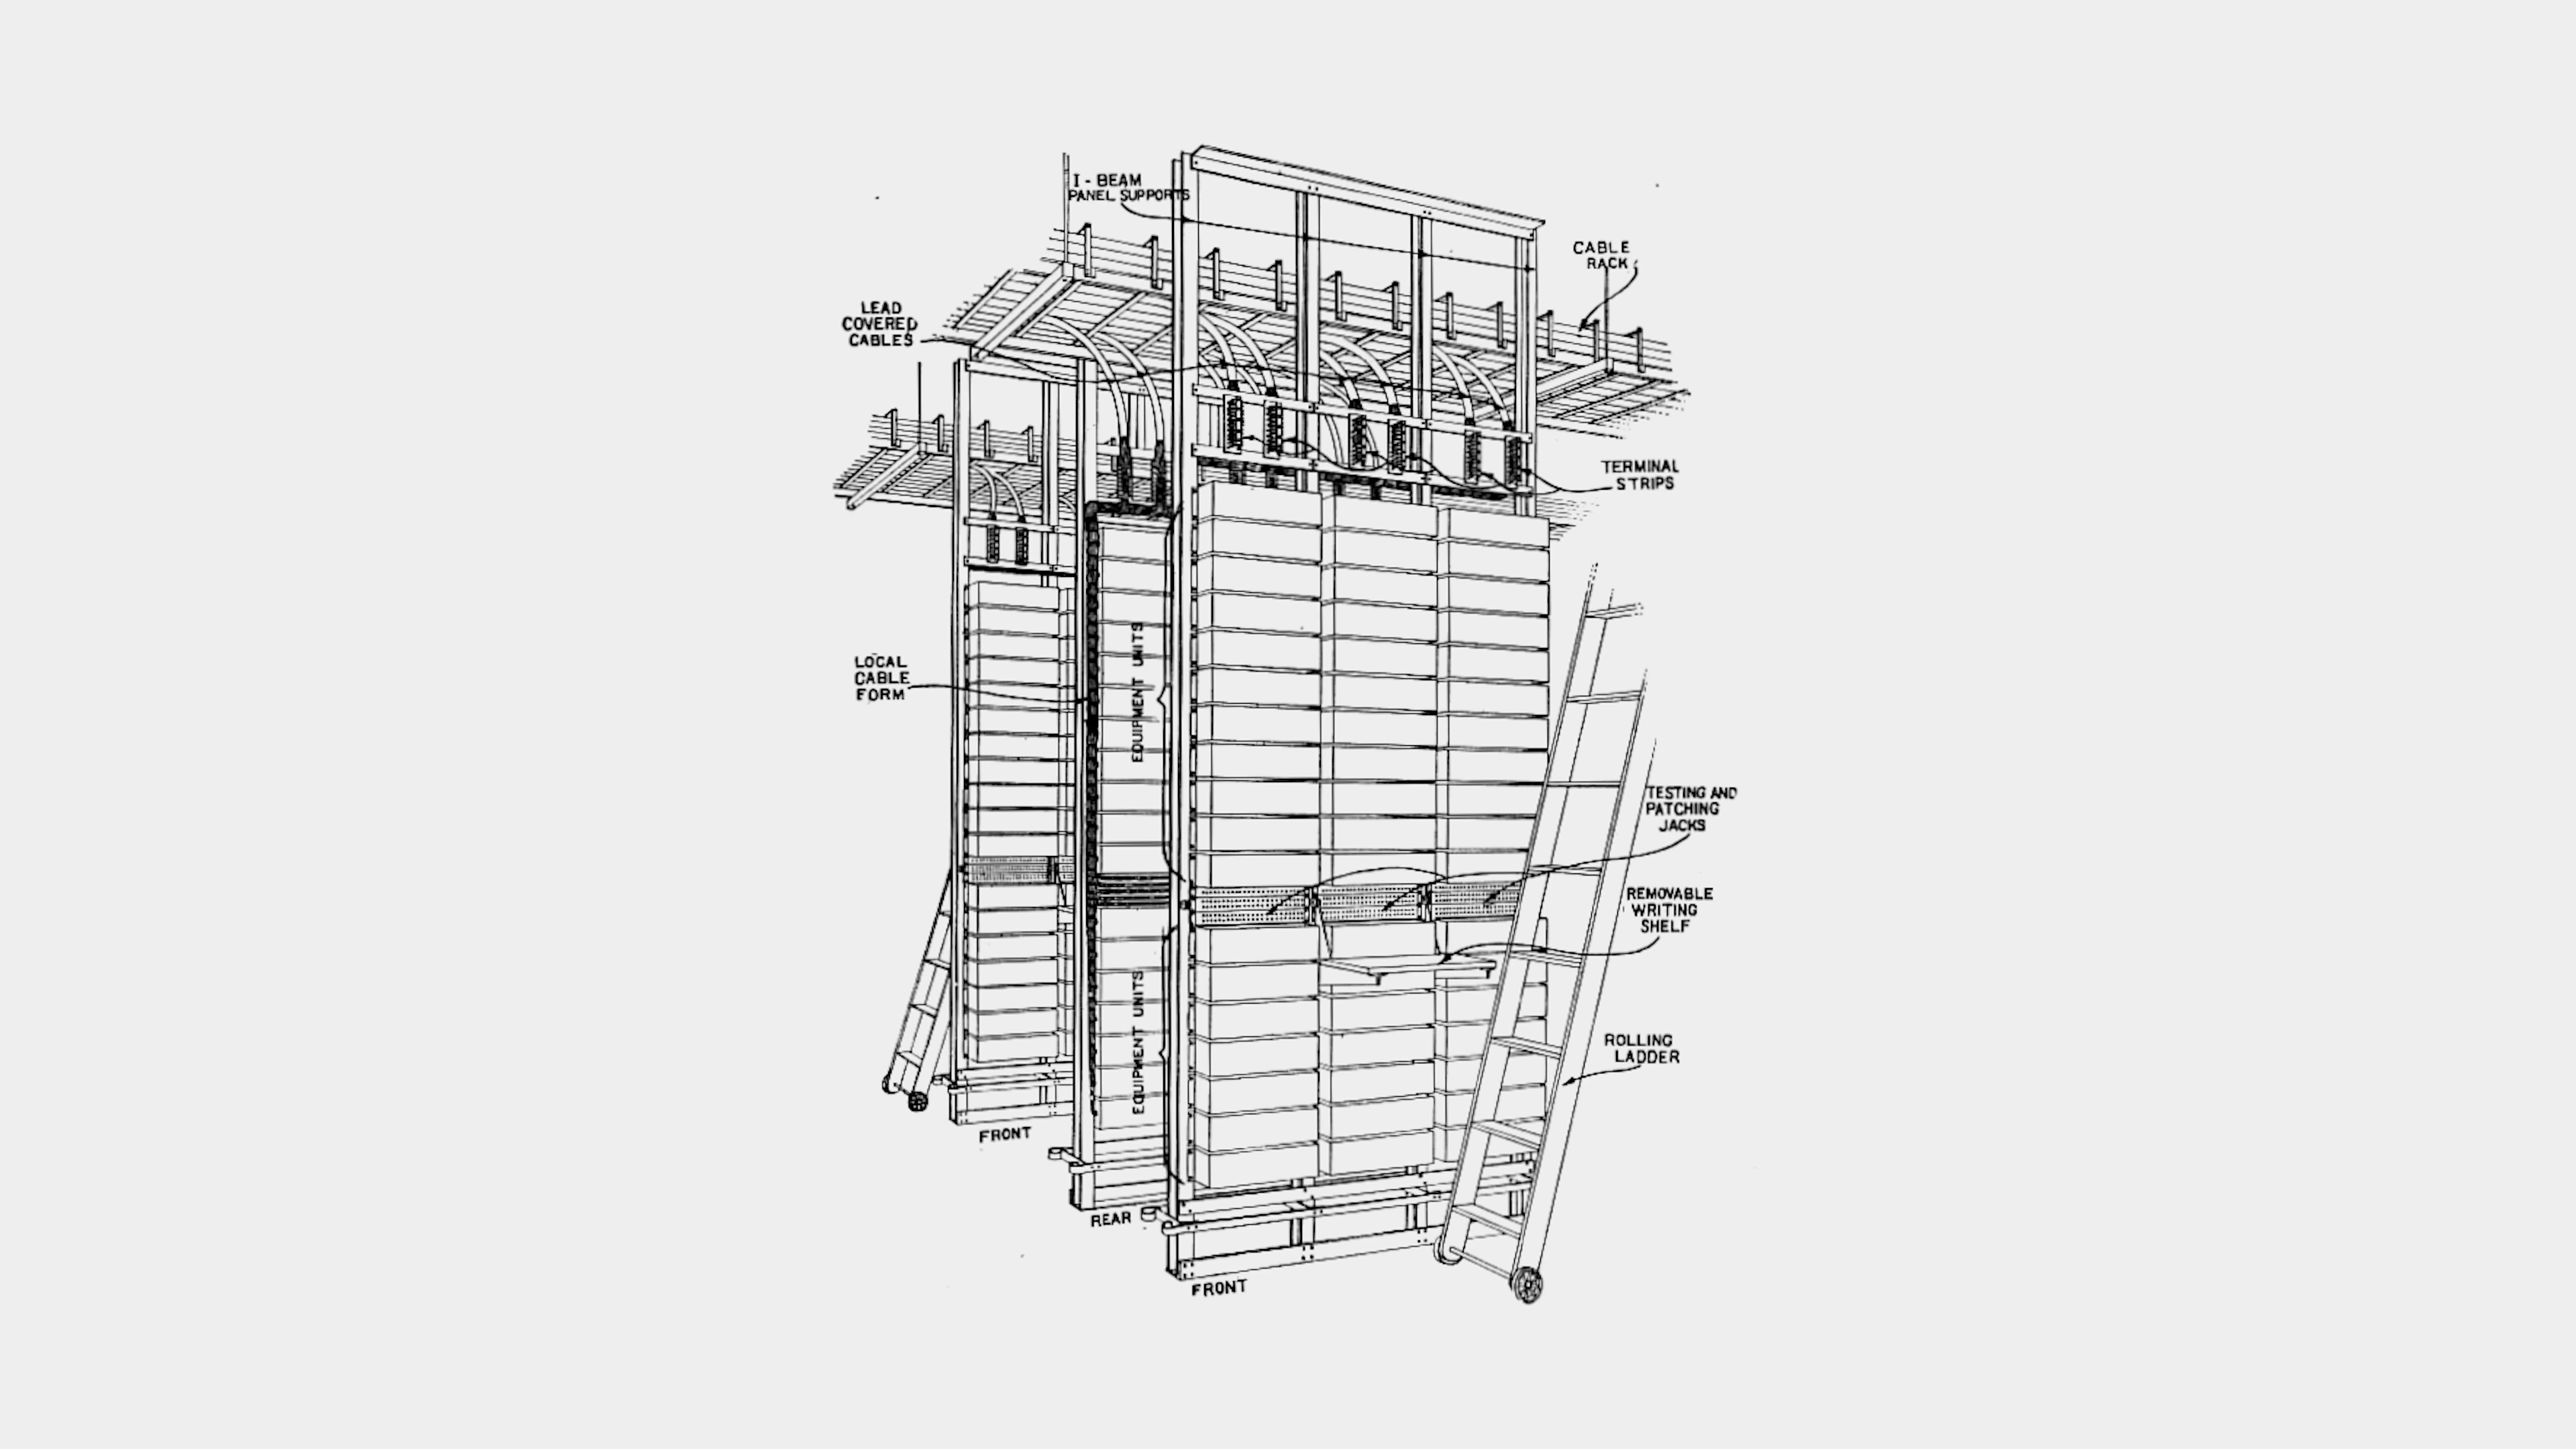 I - BEAM
PANEL SUPPORTS
CABLE
RACK
LEAD
COVERED
CABLES
TERMINAL
STRIPS
LOCAL
CABLE
FORM
EQUIPMENT UNITS
TESTING AND
PATCHING
JACKS
REMOVABLE
WRITING
SHELF
EQUIPMENT UNITS
ROLLING
LADDER
FRONT
REAR
FRONT